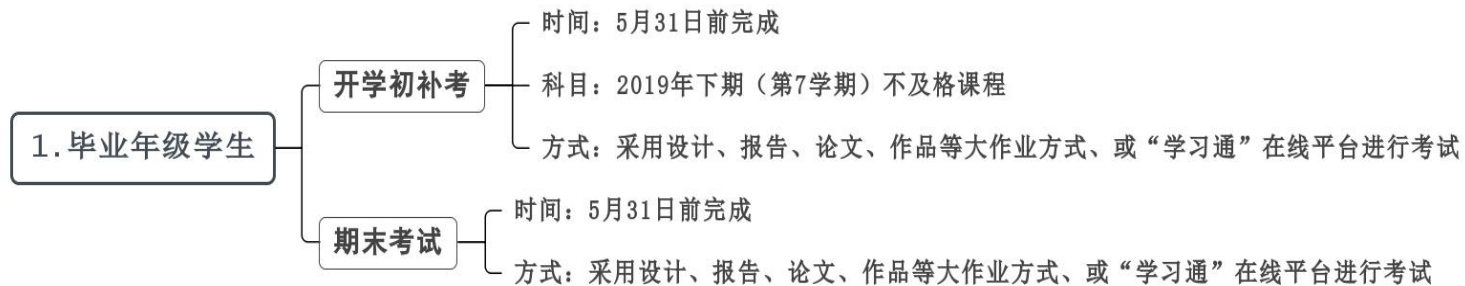 1.毕业年级学生
开学初补考
时间：5月31日前完成
科目：2019年下期（第7学期）不及格课程
方式：采用设计、报告、论文、作品等大作业方式、或“学习通”在线平台进行考试
期末考试
时间：5月31日前完成
方式：采用设计、报告、论文、作品等大作业方式、或“学习通”在线平台进行考试